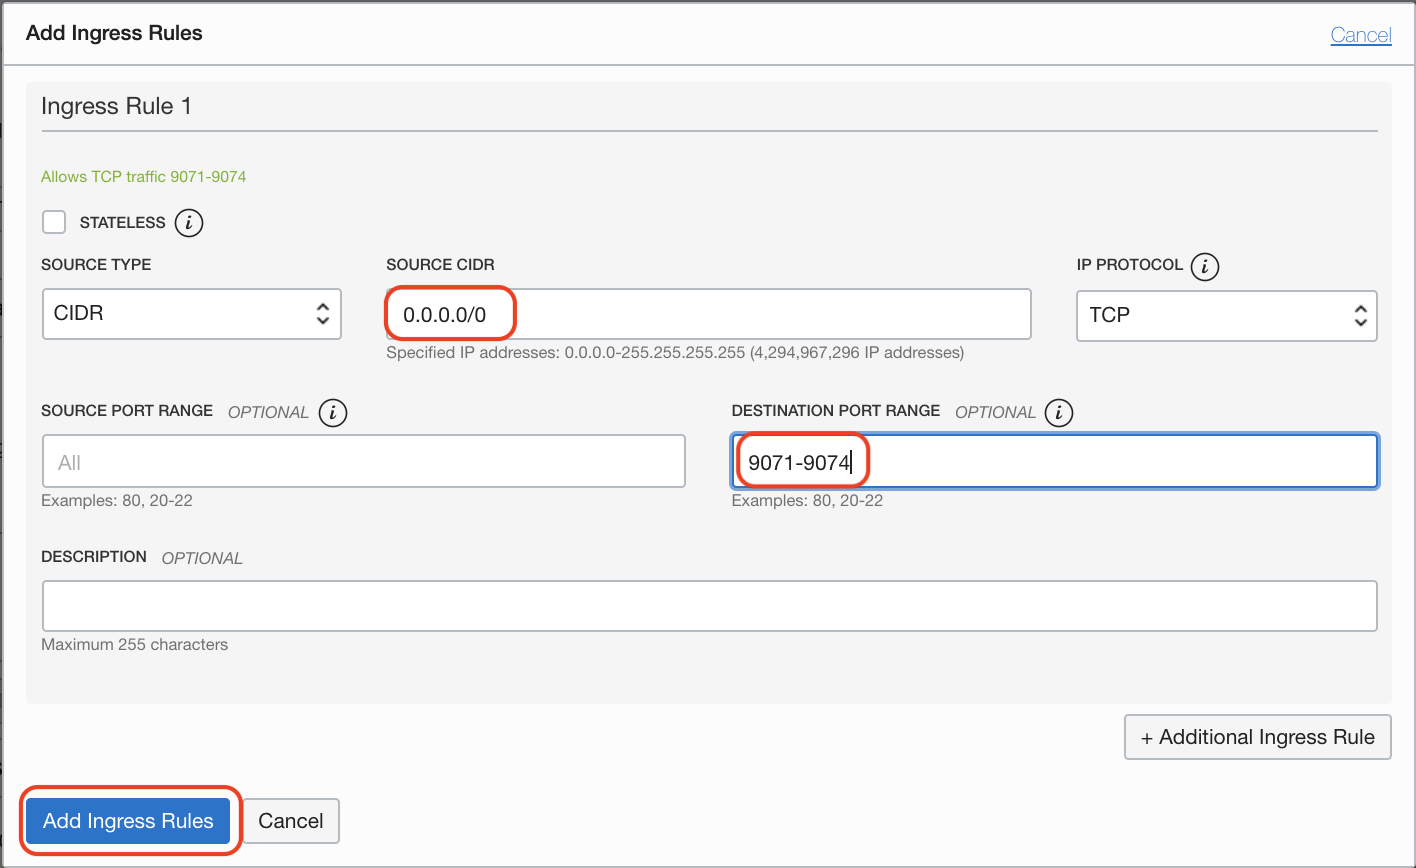 Add Ingress Rules
Cancel
Ingress Rule 1
Allows TCP traffic 9071-9074
STATELESS i
SOURCE TYPE
SOURCE CIDR
IP PROTOCOL i
CIDR
0.0.0.0/0
TCP
Specified IP addresses: 0.0.0.0-255.255.255.255 (4,294,967,296 IP addresses)
SOURCE PORT RANGE OPTIONAL i
DESTINATION PORT RANGE OPTIONAL i
All
9071-9074
Examples: 80, 20-22
Examples: 80, 20-22
DESCRIPTION OPTIONAL
Maximum 255 characters
+ Additional Ingress Rule
Add Ingress Rules
Cancel